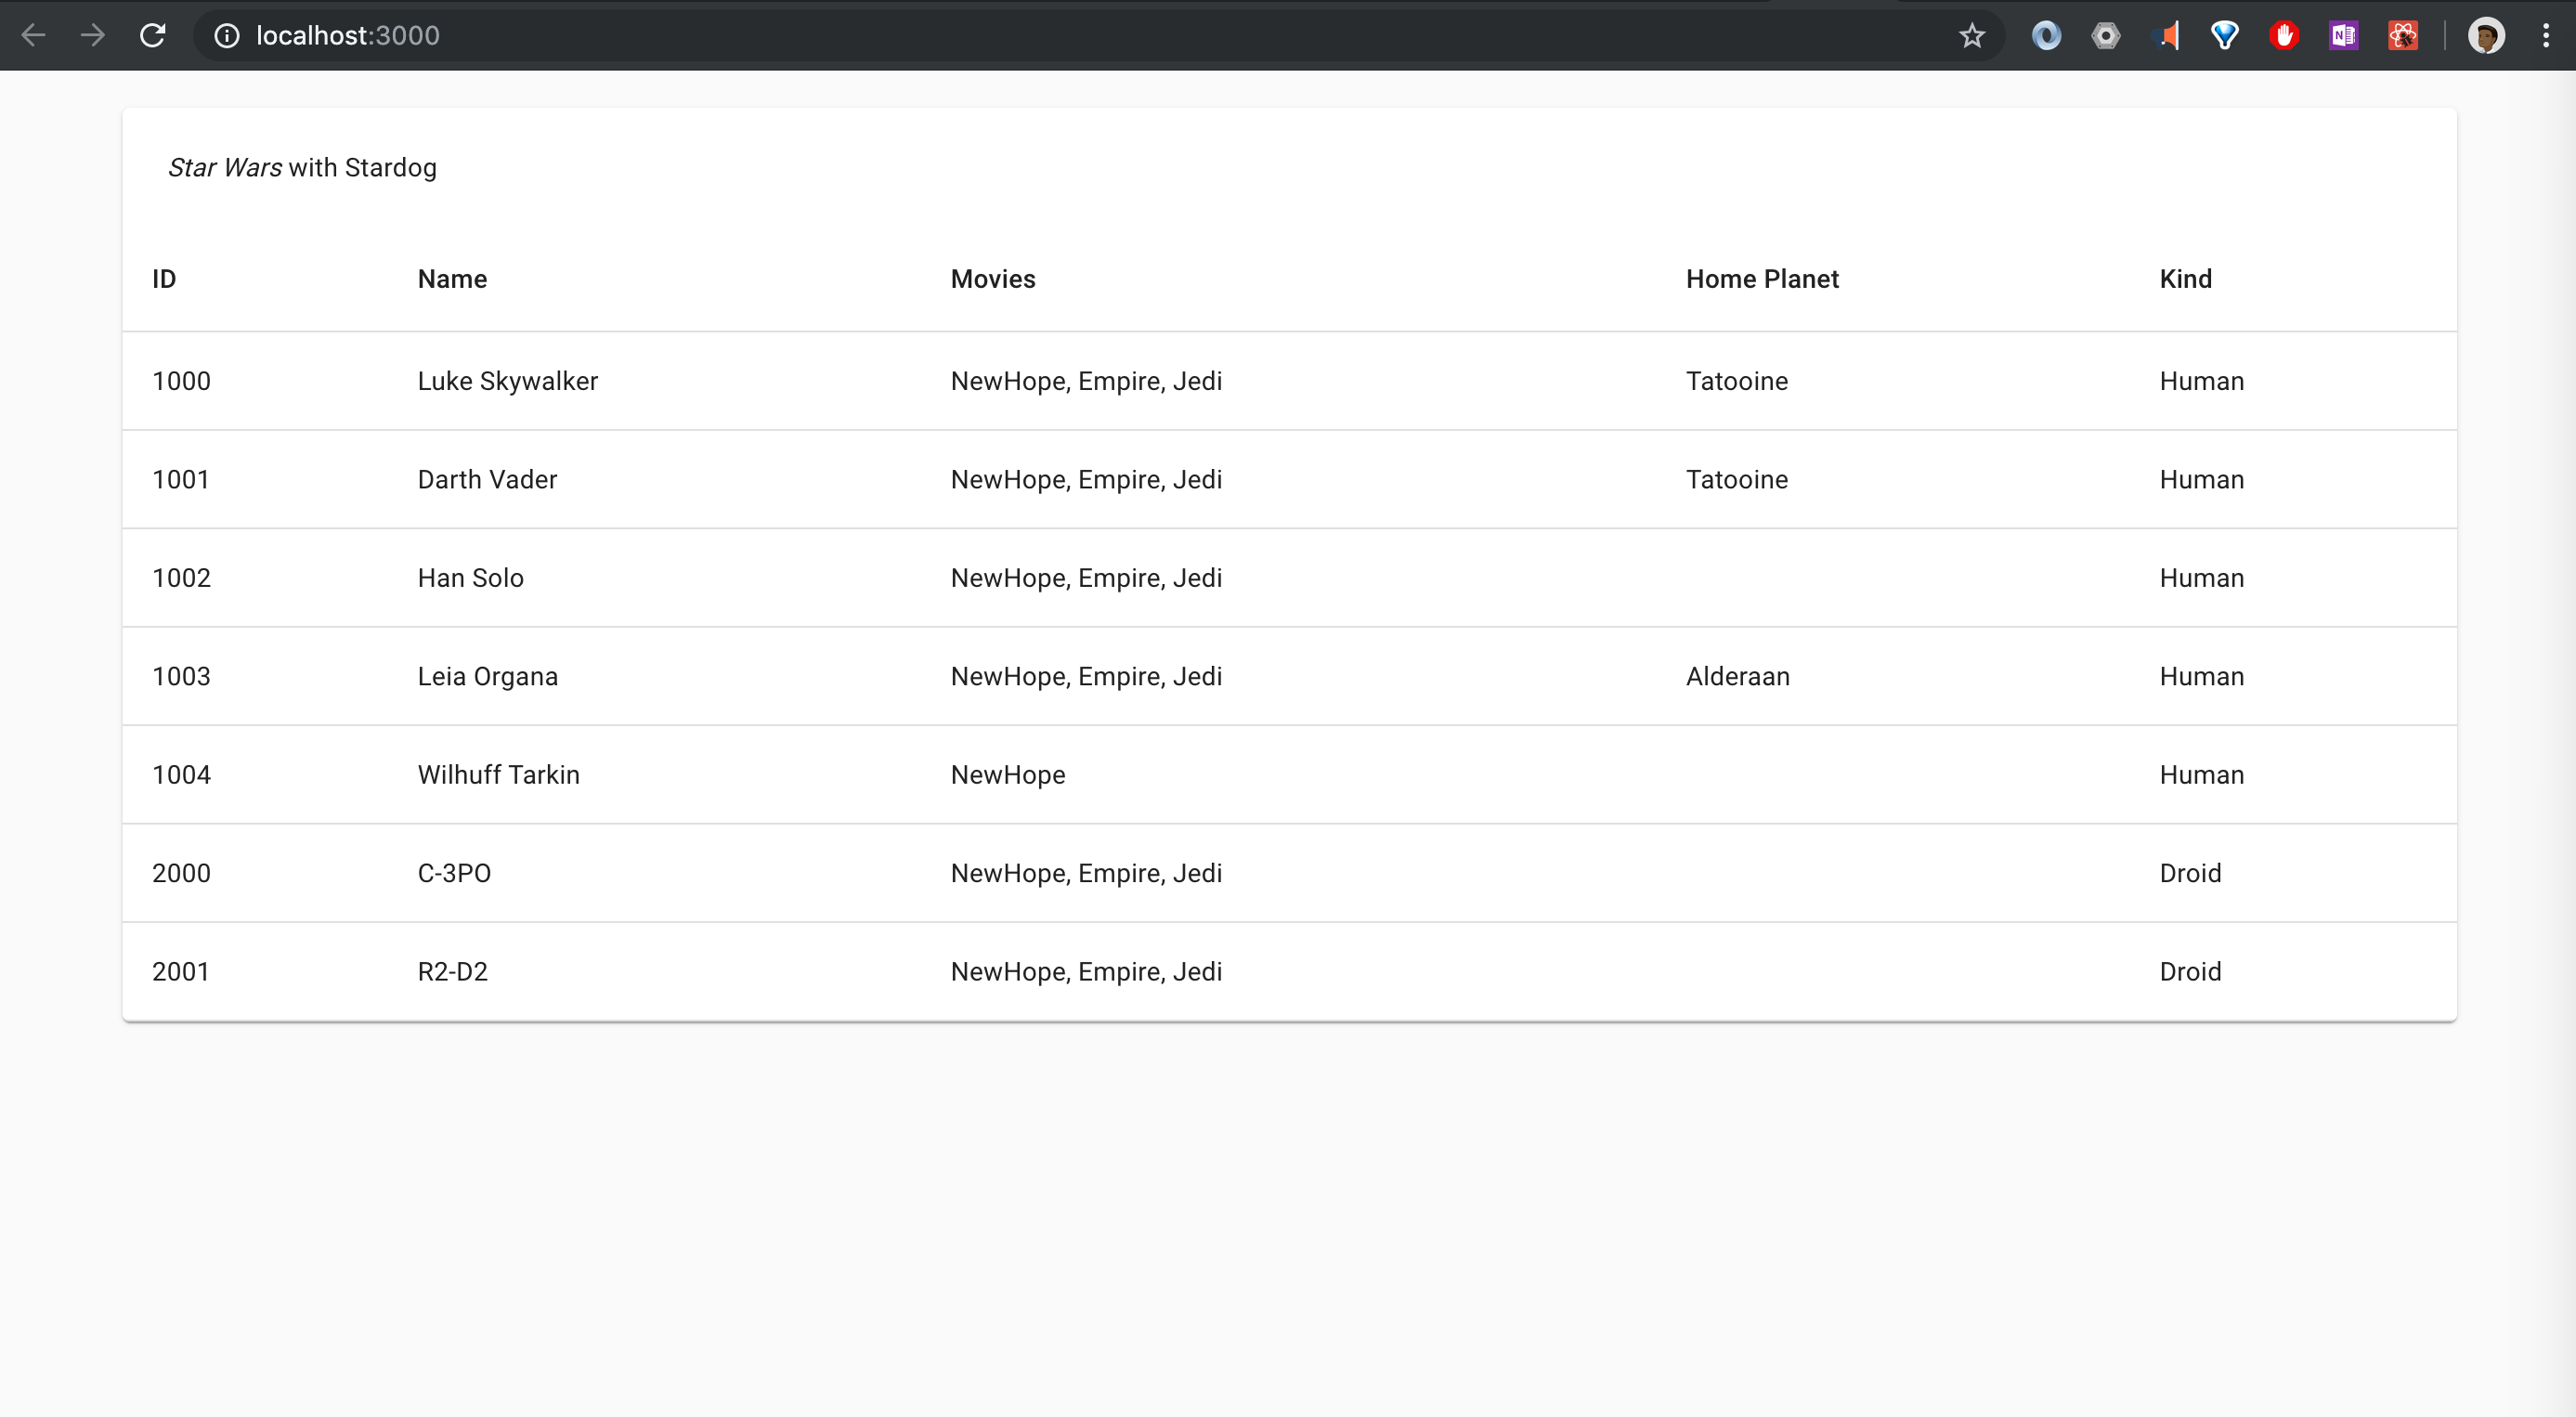 localhost:3000
Star Wars with Stardog
ID Name Movies Home Planet Kind
1000 Luke Skywalker NewHope, Empire, Jedi Tatooine Human
1001 Darth Vader NewHope, Empire, Jedi Tatooine Human
1002 Han Solo NewHope, Empire, Jedi Human
1003 Leia Organa NewHope, Empire, Jedi Alderaan Human
1004 Wilhuff Tarkin NewHope Human
2000 C-3PO NewHope, Empire, Jedi Droid
2001 R2-D2 NewHope, Empire, Jedi Droid